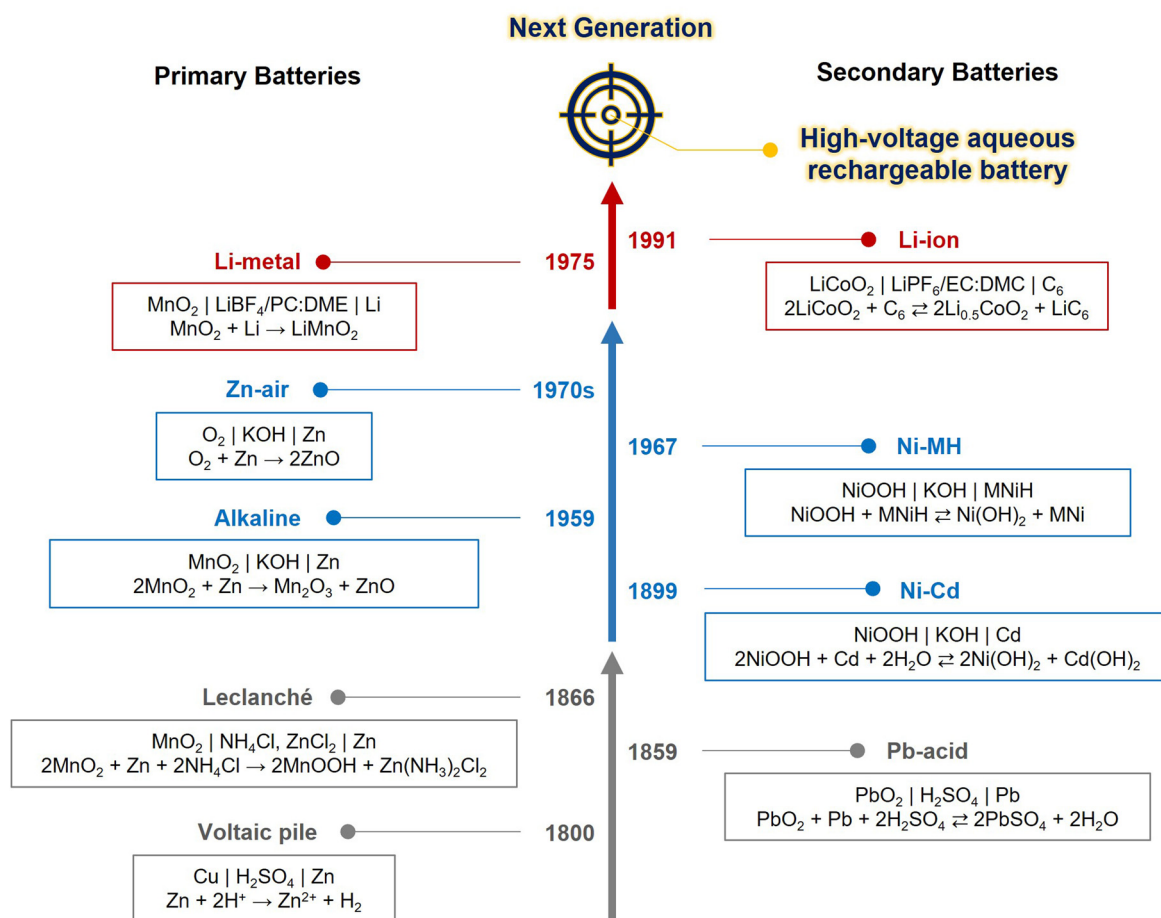 Next Generation
Primary Batteries
Secondary Batteries
High-voltage aqueous
rechargeable battery
1991
Li-ion
LiCoO₂ | LiPF₆/EC:DMC | C₆
2LiCoO₂ + C₆ ⇄ 2Li₀.₅CoO₂ + LiC₆
Li-metal
1975
MnO₂ | LiBF₄/PC:DME | Li
MnO₂ + Li → LiMnO₂
Zn-air
1970s
O₂ | KOH | Zn
O₂ + Zn → 2ZnO
1967
Ni-MH
NiOOH | KOH | MNiH
NiOOH + MNiH ⇄ Ni(OH)₂ + MNi
Alkaline
1959
MnO₂ | KOH | Zn
2MnO₂ + Zn → Mn₂O₃ + ZnO
1899
Ni-Cd
NiOOH | KOH | Cd
2NiOOH + Cd + 2H₂O ⇄ 2Ni(OH)₂ + Cd(OH)₂
Leclanché
1866
MnO₂ | NH₄Cl, ZnCl₂ | Zn
2MnO₂ + Zn + 2NH₄Cl → 2MnOOH + Zn(NH₃)₂Cl₂
1859
Pb-acid
PbO₂ | H₂SO₄ | Pb
PbO₂ + Pb + 2H₂SO₄ ⇄ 2PbSO₄ + 2H₂O
Voltaic pile
1800
Cu | H₂SO₄ | Zn
Zn + 2H⁺ → Zn²⁺ + H₂